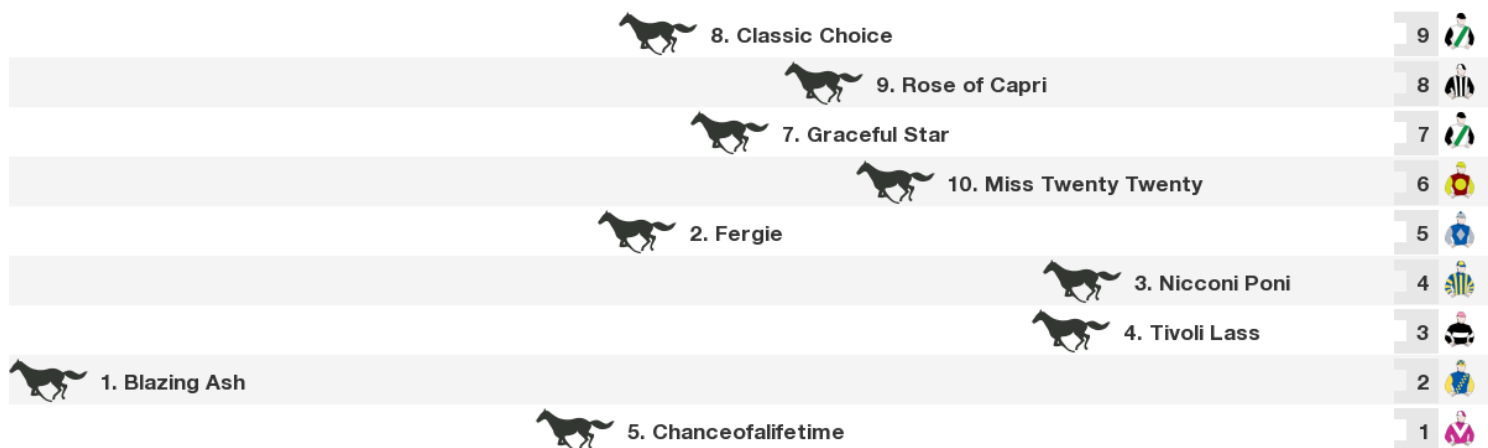 8. Classic Choice 9
9. Rose of Capri 8
7. Graceful Star 7
10. Miss Twenty Twenty 6
2. Fergie 5
3. Nicconi Poni 4
4. Tivoli Lass 3
1. Blazing Ash 2
5. Chanceofalifetime 1